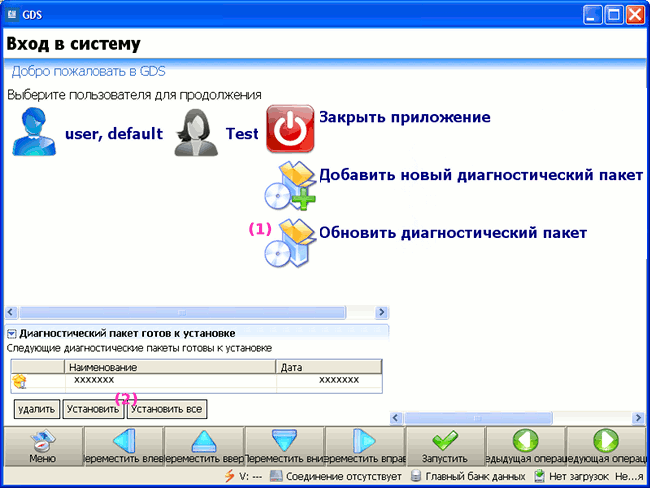 GDS
Вход в систему
Добро пожаловать в GDS
Выберите пользователя для продолжения
user, default
Test
Закрыть приложение
Добавить новый диагностический пакет
(1)
Обновить диагностический пакет
Диагностический пакет готов к установке
Следующие диагностические пакеты готовы к установке
Наименование Дата
xxxxxxx xxxxxxx
(2)
удалить Установить Установить все
Меню Переместить влев Переместить ввер Переместить вниз Переместить вправ Запустить едыдущая операц едующая операц
V: --- Соединение отсутствует Главный банк данных Нет загрузок Не...я